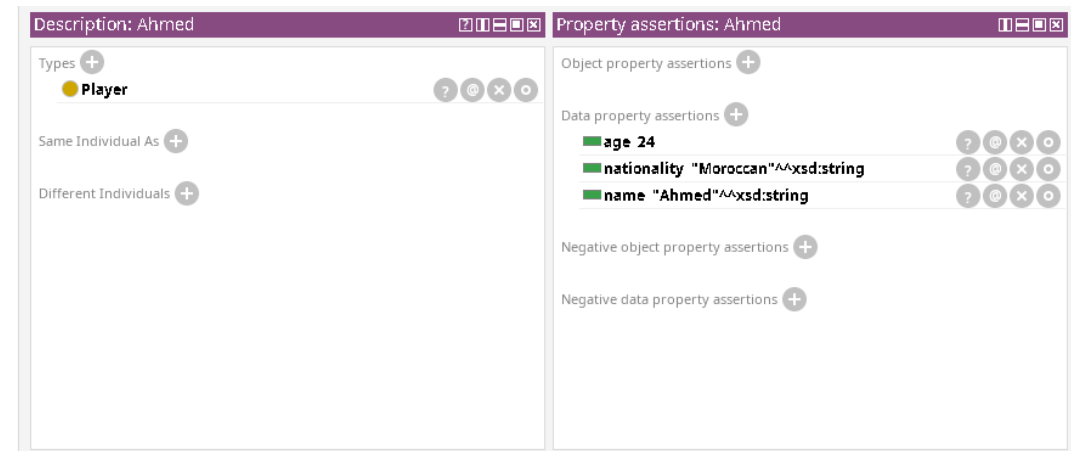 Description: Ahmed
Types
Player
Same Individual As
Different Individuals
Property assertions: Ahmed
Object property assertions
Data property assertions
age 24
nationality "Moroccan"^^xsd:string
name "Ahmed"^^xsd:string
Negative object property assertions
Negative data property assertions